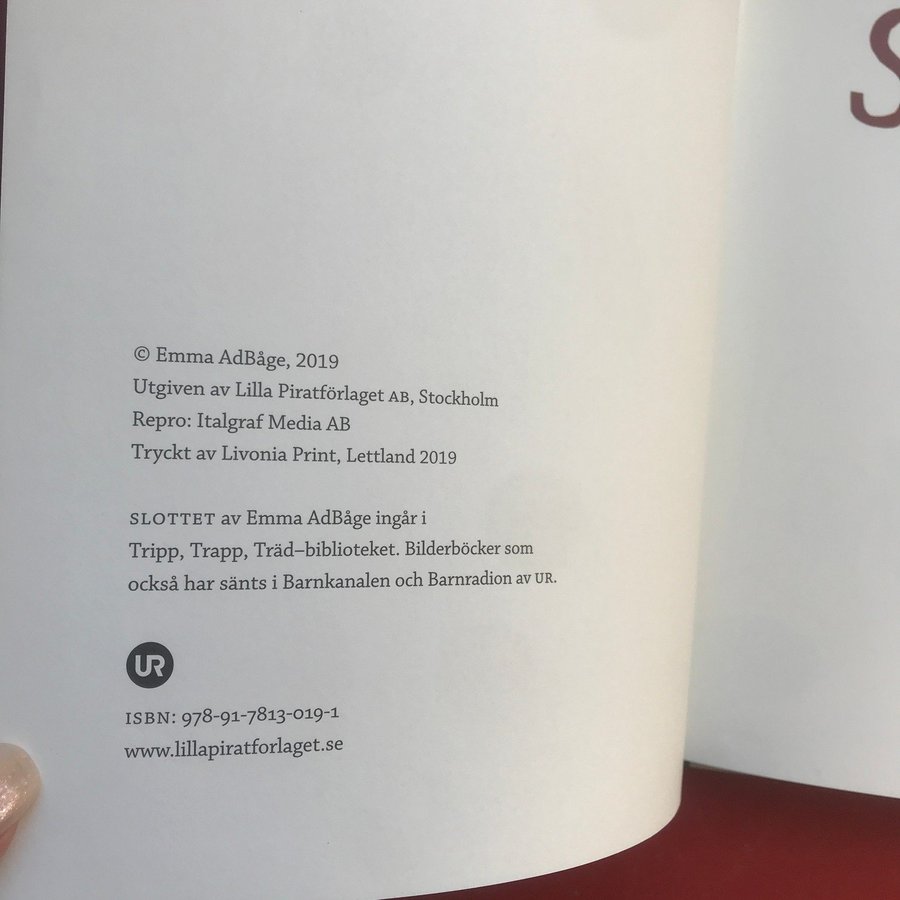 © Emma AdBåge, 2019
Utgiven av Lilla Piratförlaget AB, Stockholm
Repro: Italgraf Media AB
Tryckt av Livonia Print, Lettland 2019
SLOTTET av Emma AdBåge ingår i
Tripp, Trapp, Träd–biblioteket. Bilderböcker som
också har sänts i Barnkanalen och Barnradion av UR.
UR
ISBN: 978-91-7813-019-1
www.lillapiratforlaget.se
S